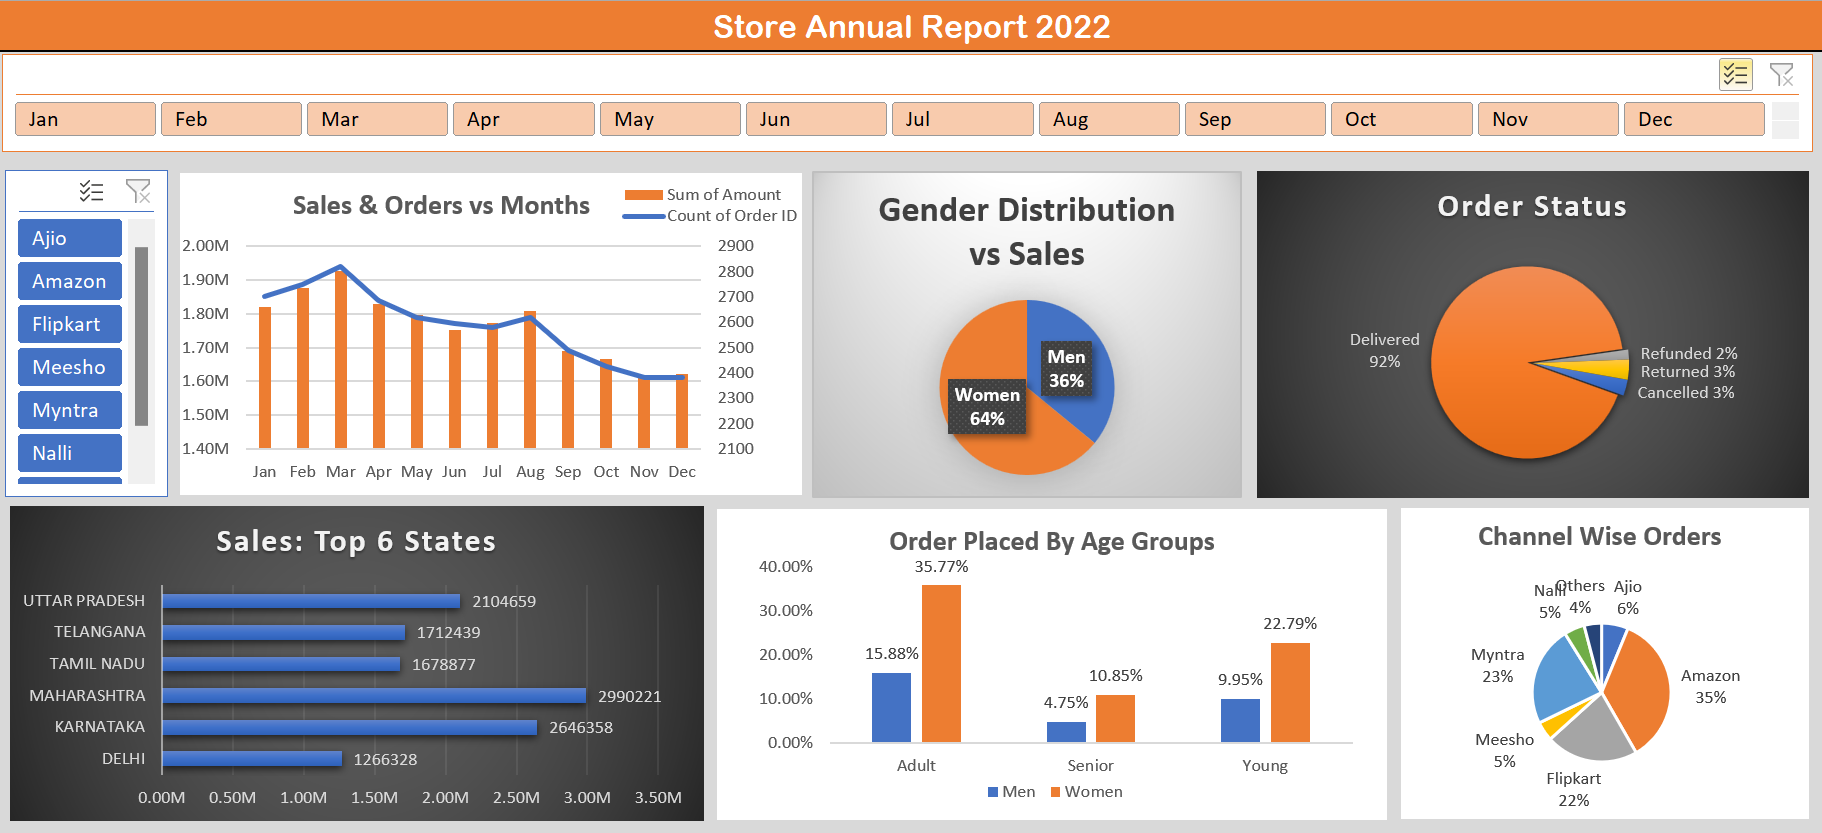 Store Annual Report 2022
Jan Feb Mar Apr May Jun Jul Aug Sep Oct Nov Dec
Ajio
Amazon
Flipkart
Meesho
Myntra
Nalli
Sales & Orders vs Months
Sum of Amount
Count of Order ID
2.00M
1.90M
1.80M
1.70M
1.60M
1.50M
1.40M
2900
2800
2700
2600
2500
2400
2300
2200
2100
Jan Feb Mar Apr May Jun Jul Aug Sep Oct Nov Dec
Gender Distribution
vs Sales
Men
36%
Women
64%
Order Status
Delivered
92%
Refunded 2%
Returned 3%
Cancelled 3%
Sales: Top 6 States
UTTAR PRADESH 2104659
TELANGANA 1712439
TAMIL NADU 1678877
MAHARASHTRA 2990221
KARNATAKA 2646358
DELHI 1266328
0.00M 0.50M 1.00M 1.50M 2.00M 2.50M 3.00M 3.50M
Order Placed By Age Groups
40.00%
30.00%
20.00%
10.00%
0.00%
35.77%
15.88%
4.75%
10.85%
9.95%
22.79%
Adult Senior Young
Men Women
Channel Wise Orders
Nalli
5%
Others
4%
Ajio
6%
Amazon
35%
Flipkart
22%
Meesho
5%
Myntra
23%